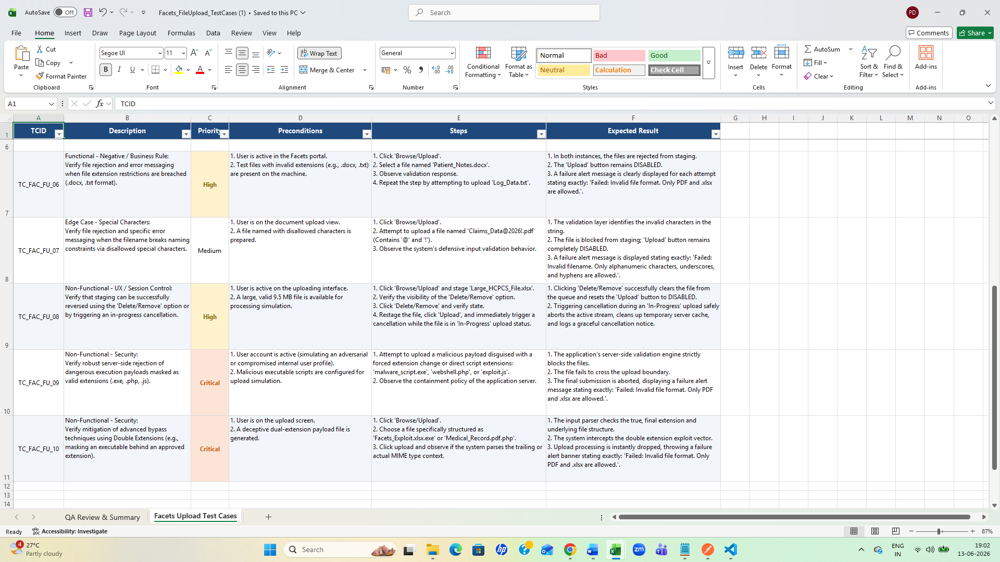 AutoSave Off Facets_FileUpload_TestCases (1) • Saved to this PC Search PD
File Home Insert Draw Page Layout Formulas Data Review View Help Comments Share
Paste Cut Copy Format Painter Clipboard
Segoe UI 11 B I U A Font
Wrap Text Merge & Center Alignment
General % Number
Conditional Formatting Format as Table Normal Bad Good Neutral Calculation Check Cell Styles
Insert Delete Format Cells
AutoSum Fill Clear Sort & Filter Find & Select Editing
Add-ins Add-ins
A1 fx TCID
A B C D E F G H I J K L M N O
1 TCID Description Priority Preconditions Steps Expected Result
6
7
TC_FAC_FU_06
Functional - Negative / Business Rule:
Verify file rejection and error messaging
when file extension restrictions are breached
(.docx, .txt format).
High
1. User is active in the Facets portal.
2. Test files with invalid extensions (e.g., .docx, .txt)
are present on the machine.
1. Click 'Browse/Upload'.
2. Select a file named 'Patient_Notes.docx'.
3. Observe validation response.
4. Repeat the step by attempting to upload 'Log_Data.txt'.
1. In both instances, the files are rejected from staging.
2. The 'Upload' button remains DISABLED.
3. A failure alert message is clearly displayed for each attempt
stating exactly: 'Failed: Invalid file format. Only PDF and .xlsx
are allowed.'.
8
TC_FAC_FU_07
Edge Case - Special Characters:
Verify file rejection and specific error
messaging when the filename breaks naming
constraints via disallowed special characters.
Medium
1. User is on the document upload view.
2. A file named with disallowed characters is
prepared.
1. Click 'Browse/Upload'.
2. Attempt to upload a file named 'Claims_Data@2026!.pdf'
(Contains '@' and '!').
3. Observe the system's defensive input validation behavior.
1. The validation layer identifies the invalid characters in the
string.
2. The file is blocked from staging; 'Upload' button remains
completely DISABLED.
3. A failure alert message is displayed stating exactly: 'Failed:
Invalid filename. Only alphanumeric characters, underscores,
and hyphens are allowed.'.
9
TC_FAC_FU_08
Non-Functional - UX / Session Control:
Verify that staging can be successfully
reversed using the 'Delete/Remove' option or
by triggering an in-progress cancellation.
High
1. User is active on the uploading interface.
2. A large, valid 9.5 MB file is available for
processing simulation.
1. Click 'Browse/Upload' and stage 'Large_HCPCS_File.xlsx'.
2. Verify the visibility of the 'Delete/Remove' option.
3. Click 'Delete/Remove' and verify state.
4. Restage the file, click 'Upload', and immediately trigger a
cancellation while the file is in 'In-Progress' upload status.
1. Clicking 'Delete/Remove' successfully clears the file from
the queue and resets the 'Upload' button to DISABLED.
2. Triggering cancellation during an 'In-Progress' upload safely
aborts the active stream, cleans up temporary server cache,
and logs a graceful cancellation notice.
10
TC_FAC_FU_09
Non-Functional - Security:
Verify robust server-side rejection of
dangerous execution payloads masked as
valid extensions (.exe, .php, .js).
Critical
1. User account is active (simulating an adversarial
or compromised internal user profile).
2. Malicious executable scripts are configured for
upload simulation.
1. Attempt to upload a malicious payload disguised with a
forced extension change or direct script extensions:
'malware_script.exe', 'webshell.php', or 'exploit.js'.
2. Observe the containment policy of the application server.
1. The application's server-side validation engine strictly
blocks the files.
2. The file fails to cross the upload boundary.
3. The final submission is aborted, displaying a failure alert
message stating exactly: 'Failed: Invalid file format. Only PDF
and .xlsx are allowed.'.
11
TC_FAC_FU_10
Non-Functional - Security:
Verify mitigation of advanced bypass
techniques using Double Extensions (e.g.,
masking an executable behind an approved
extension).
Critical
1. User is on the upload screen.
2. A deceptive dual-extension payload file is
generated.
1. Click 'Browse/Upload'.
2. Choose a file specifically structured as
'Facets_Exploit.xlsx.exe' or 'Medical_Record.pdf.php'.
3. Click upload and observe if the system parses the trailing or
actual MIME type context.
1. The input parser checks the true, final extension and
underlying file structure.
2. The system intercepts the double extension exploit vector.
3. Upload processing is instantly dropped, throwing a failure
alert banner stating exactly: 'Failed: Invalid file format. Only
PDF and .xlsx are allowed.'.
12
13
14
QA Review & Summary Facets Upload Test Cases
Ready Accessibility: Investigate 87%
4 27°C Partly cloudy Search hp zm ENG IN 19:02 13-06-2026